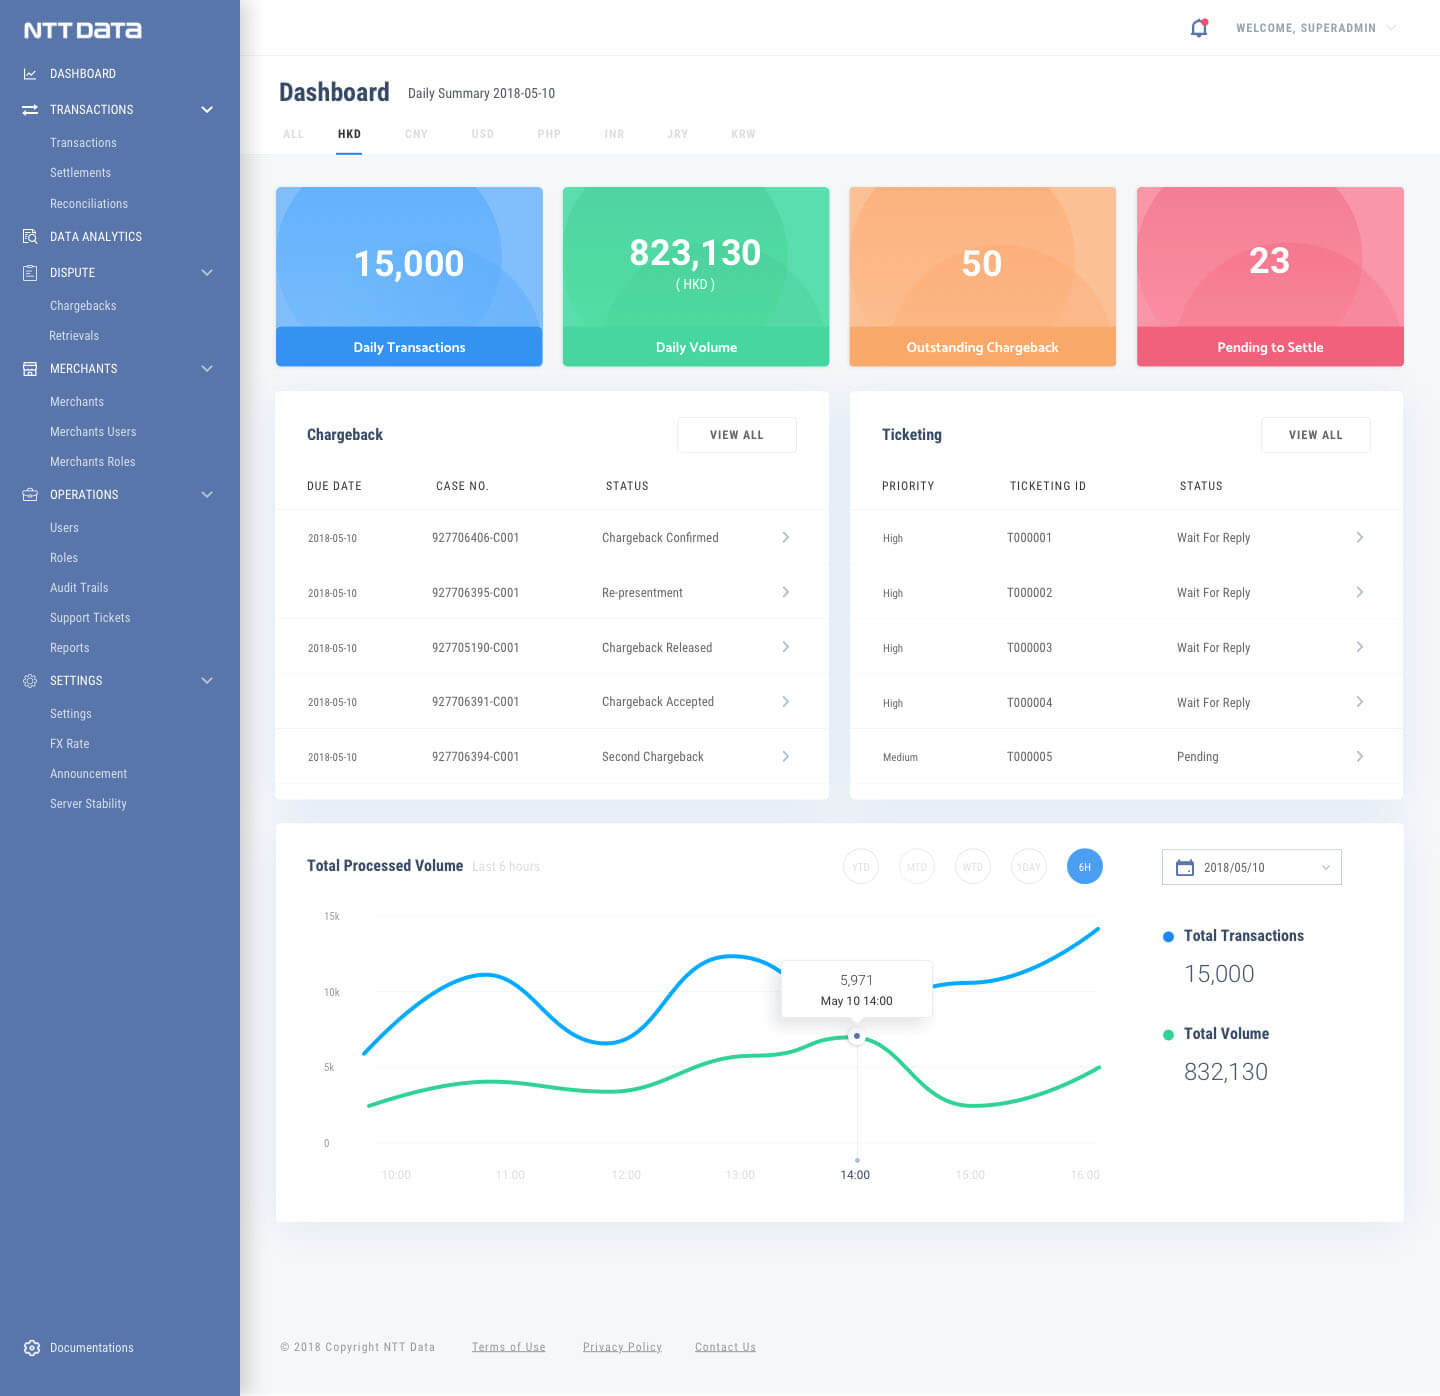 NTT DATA
DASHBOARD
TRANSACTIONS
Transactions
Settlements
Reconciliations
DATA ANALYTICS
DISPUTE
Chargebacks
Retrievals
MERCHANTS
Merchants
Merchants Users
Merchants Roles
OPERATIONS
Users
Roles
Audit Trails
Support Tickets
Reports
SETTINGS
Settings
FX Rate
Announcement
Server Stability
Documentations
WELCOME, SUPERADMIN
Dashboard Daily Summary 2018-05-10
ALL HKD CNY USD PHP INR JRY KRW
15,000
Daily Transactions
823,130
( HKD )
Daily Volume
50
Outstanding Chargeback
23
Pending to Settle
Chargeback VIEW ALL
DUE DATE CASE NO. STATUS
2018-05-10 927706406-C001 Chargeback Confirmed
2018-05-10 927706395-C001 Re-presentment
2018-05-10 927705190-C001 Chargeback Released
2018-05-10 927706391-C001 Chargeback Accepted
2018-05-10 927706394-C001 Second Chargeback
Ticketing VIEW ALL
PRIORITY TICKETING ID STATUS
High T000001 Wait For Reply
High T000002 Wait For Reply
High T000003 Wait For Reply
High T000004 Wait For Reply
Medium T000005 Pending
Total Processed Volume Last 6 hours
YTD MTD WTD 1DAY 6H
2018/05/10
15k
10k
5k
0
5,971
May 10 14:00
10:00 11:00 12:00 13:00 14:00 15:00 16:00
Total Transactions
15,000
Total Volume
832,130
© 2018 Copyright NTT Data Terms of Use Privacy Policy Contact Us